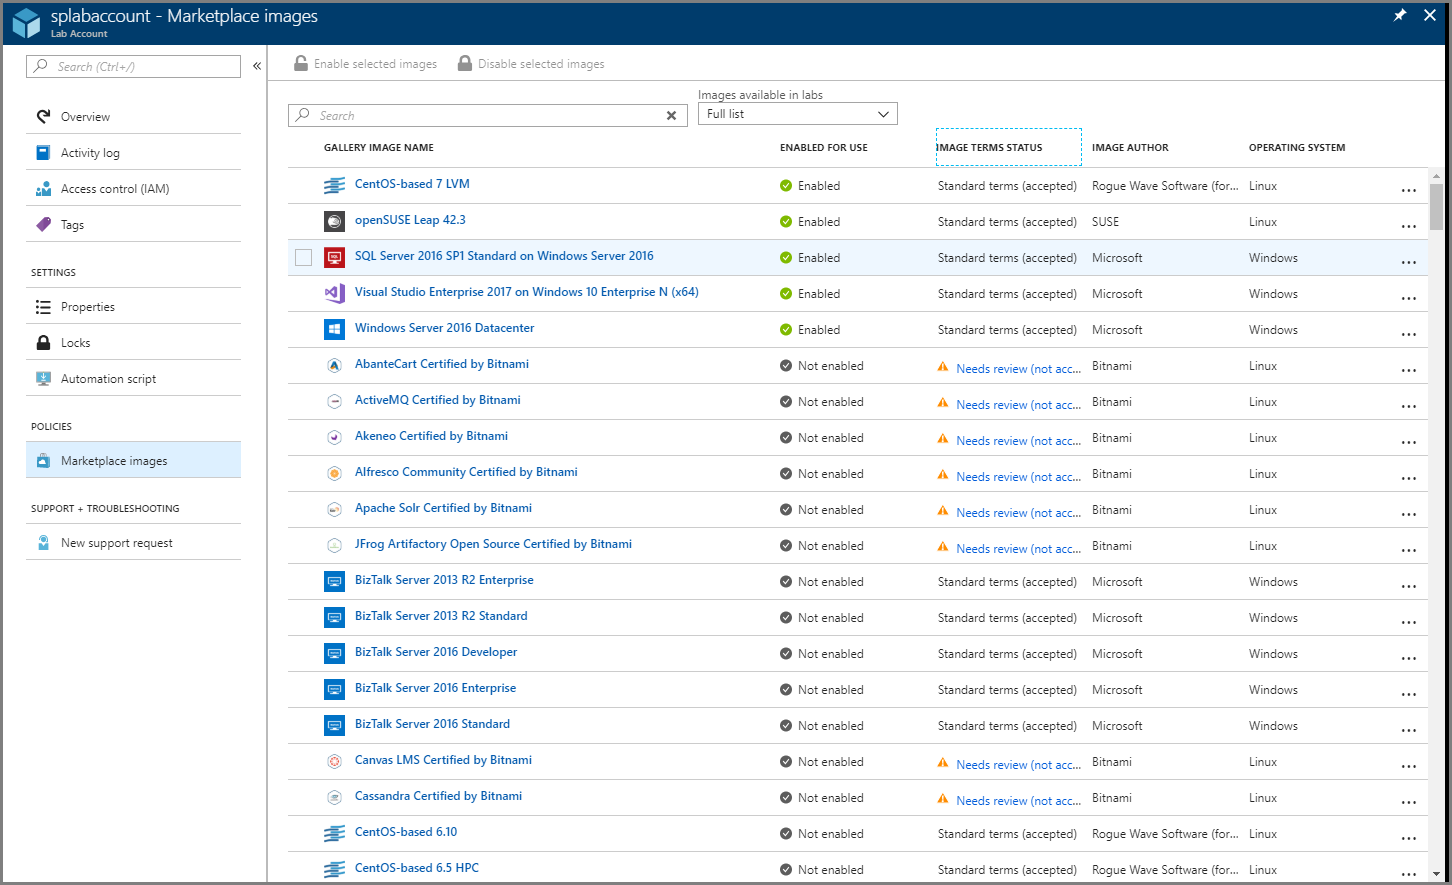 splabaccount - Marketplace images
Lab Account
Search (Ctrl+/)
Overview
Activity log
Access control (IAM)
Tags
SETTINGS
Properties
Locks
Automation script
POLICIES
Marketplace images
SUPPORT + TROUBLESHOOTING
New support request
Enable selected images Disable selected images
Images available in labs
Search Full list
GALLERY IMAGE NAME ENABLED FOR USE IMAGE TERMS STATUS IMAGE AUTHOR OPERATING SYSTEM
CentOS-based 7 LVM Enabled Standard terms (accepted) Rogue Wave Software (for... Linux
openSUSE Leap 42.3 Enabled Standard terms (accepted) SUSE Linux
SQL Server 2016 SP1 Standard on Windows Server 2016 Enabled Standard terms (accepted) Microsoft Windows
Visual Studio Enterprise 2017 on Windows 10 Enterprise N (x64) Enabled Standard terms (accepted) Microsoft Windows
Windows Server 2016 Datacenter Enabled Standard terms (accepted) Microsoft Windows
AbanteCart Certified by Bitnami Not enabled Needs review (not acc... Bitnami Linux
ActiveMQ Certified by Bitnami Not enabled Needs review (not acc... Bitnami Linux
Akeneo Certified by Bitnami Not enabled Needs review (not acc... Bitnami Linux
Alfresco Community Certified by Bitnami Not enabled Needs review (not acc... Bitnami Linux
Apache Solr Certified by Bitnami Not enabled Needs review (not acc... Bitnami Linux
JFrog Artifactory Open Source Certified by Bitnami Not enabled Needs review (not acc... Bitnami Linux
BizTalk Server 2013 R2 Enterprise Not enabled Standard terms (accepted) Microsoft Windows
BizTalk Server 2013 R2 Standard Not enabled Standard terms (accepted) Microsoft Windows
BizTalk Server 2016 Developer Not enabled Standard terms (accepted) Microsoft Windows
BizTalk Server 2016 Enterprise Not enabled Standard terms (accepted) Microsoft Windows
BizTalk Server 2016 Standard Not enabled Standard terms (accepted) Microsoft Windows
Canvas LMS Certified by Bitnami Not enabled Needs review (not acc... Bitnami Linux
Cassandra Certified by Bitnami Not enabled Needs review (not acc... Bitnami Linux
CentOS-based 6.10 Not enabled Standard terms (accepted) Rogue Wave Software (for... Linux
CentOS-based 6.5 HPC Not enabled Standard terms (accepted) Rogue Wave Software (for... Linux